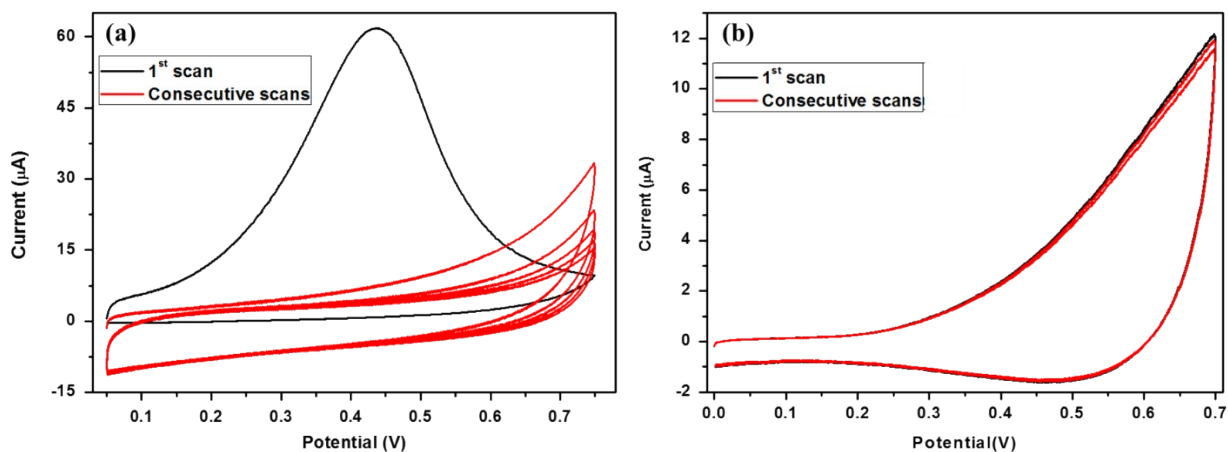 (a)
1st scan
Consecutive scans
60
45
30
15
0
-15
Current (µA)
0.1 0.2 0.3 0.4 0.5 0.6 0.7
Potential (V)
(b)
1st scan
Consecutive scans
12
10
8
6
4
2
0
-2
Current (µA)
0.0 0.1 0.2 0.3 0.4 0.5 0.6 0.7
Potential(V)